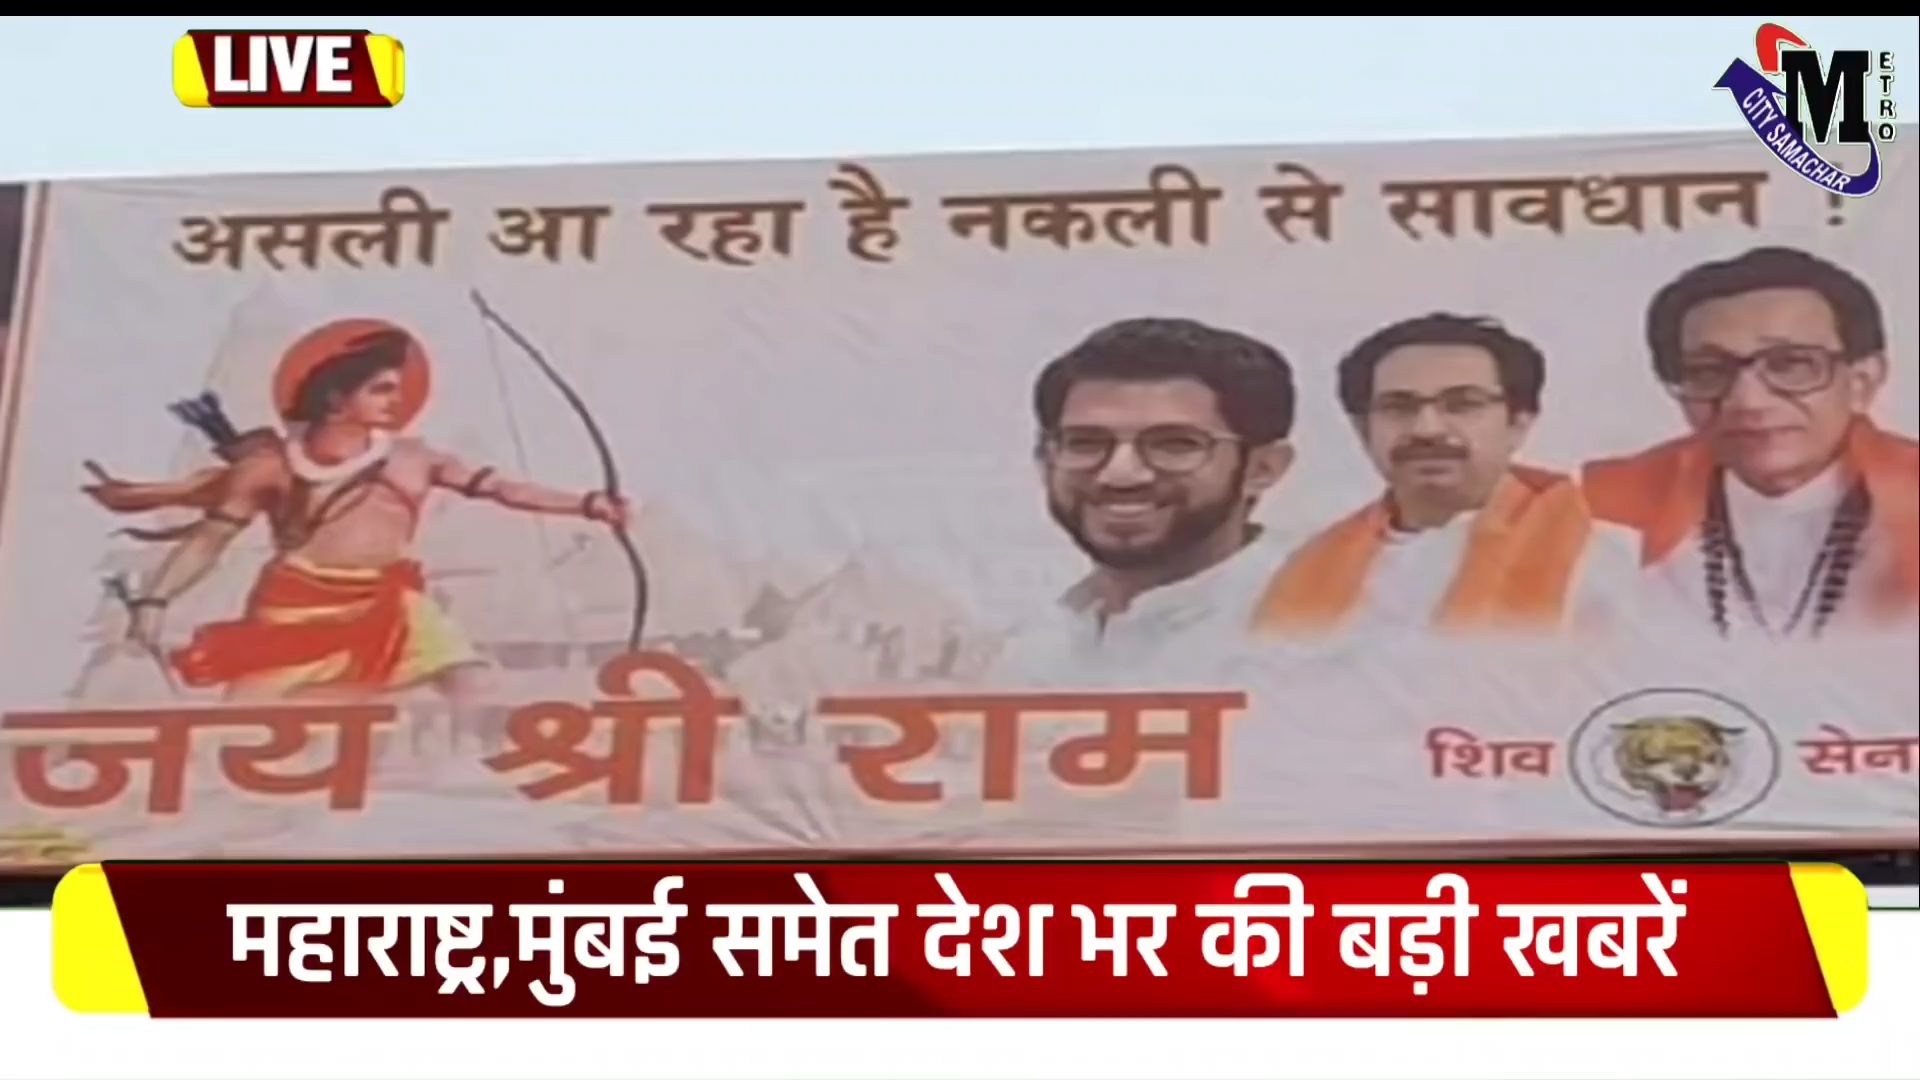 LIVE
METRO
CITY SAMACHAR
असली आ रहा है नकली से सावधान !
जय श्री राम
शिव सेन
महाराष्ट्र,मुंबई समेत देश भर की बड़ी खबरें